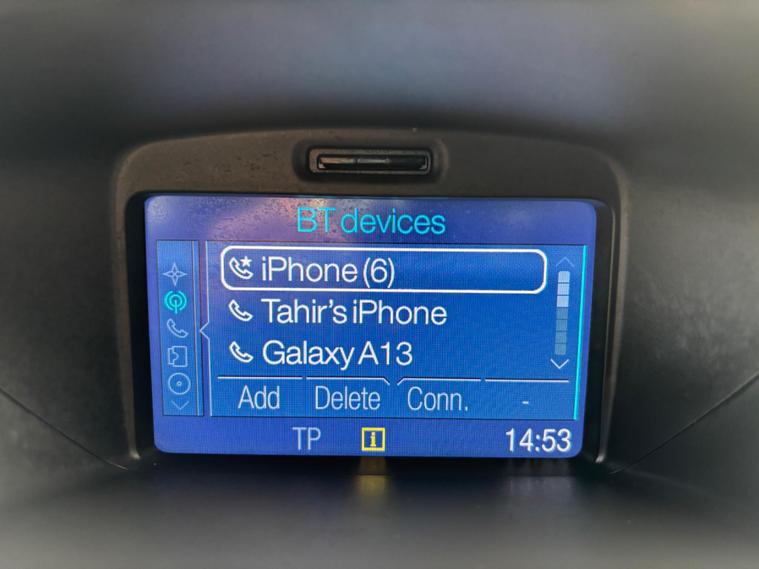 BT devices
iPhone (6)
Tahir's iPhone
Galaxy A13
Add Delete Conn. -
TP i 14:53